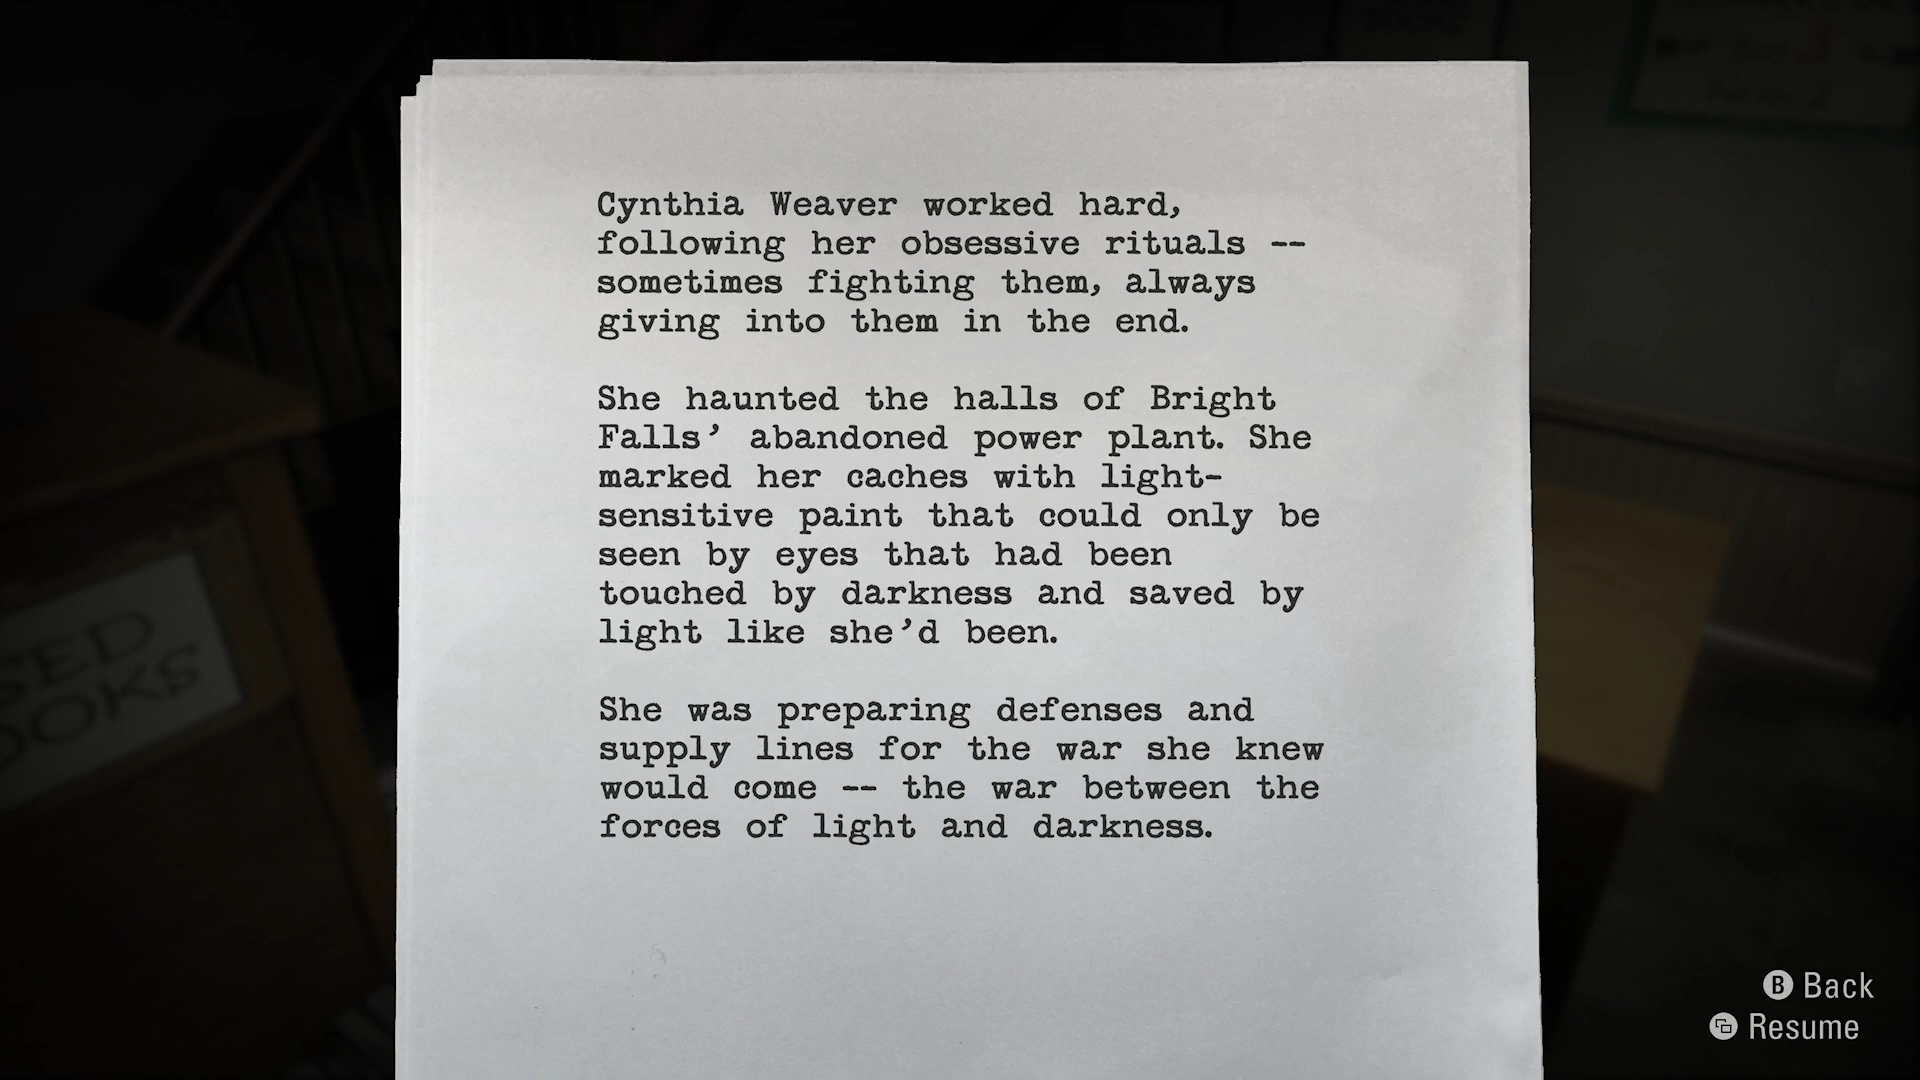 Cynthia Weaver worked hard,
following her obsessive rituals --
sometimes fighting them, always
giving into them in the end.
She haunted the halls of Bright
Falls’ abandoned power plant. She
marked her caches with light-
sensitive paint that could only be
seen by eyes that had been
touched by darkness and saved by
light like she’d been.
She was preparing defenses and
supply lines for the war she knew
would come -- the war between the
forces of light and darkness.
BOOKS
B Back
Resume